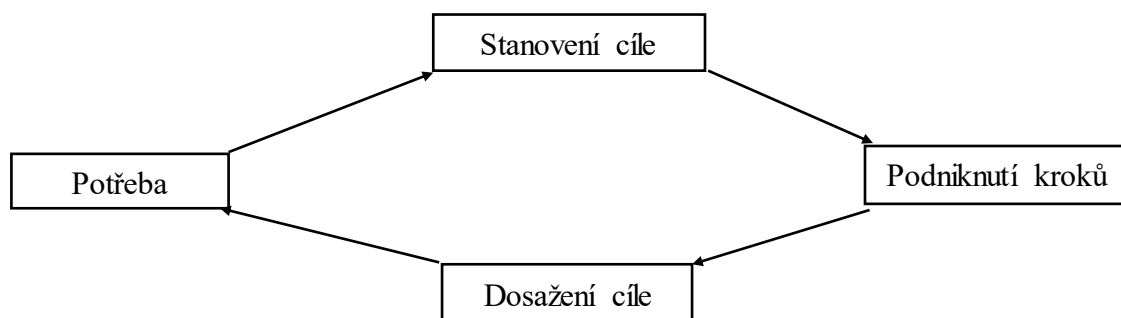 Stanovení cíle
Potřeba
Podniknutí kroků
Dosažení cíle